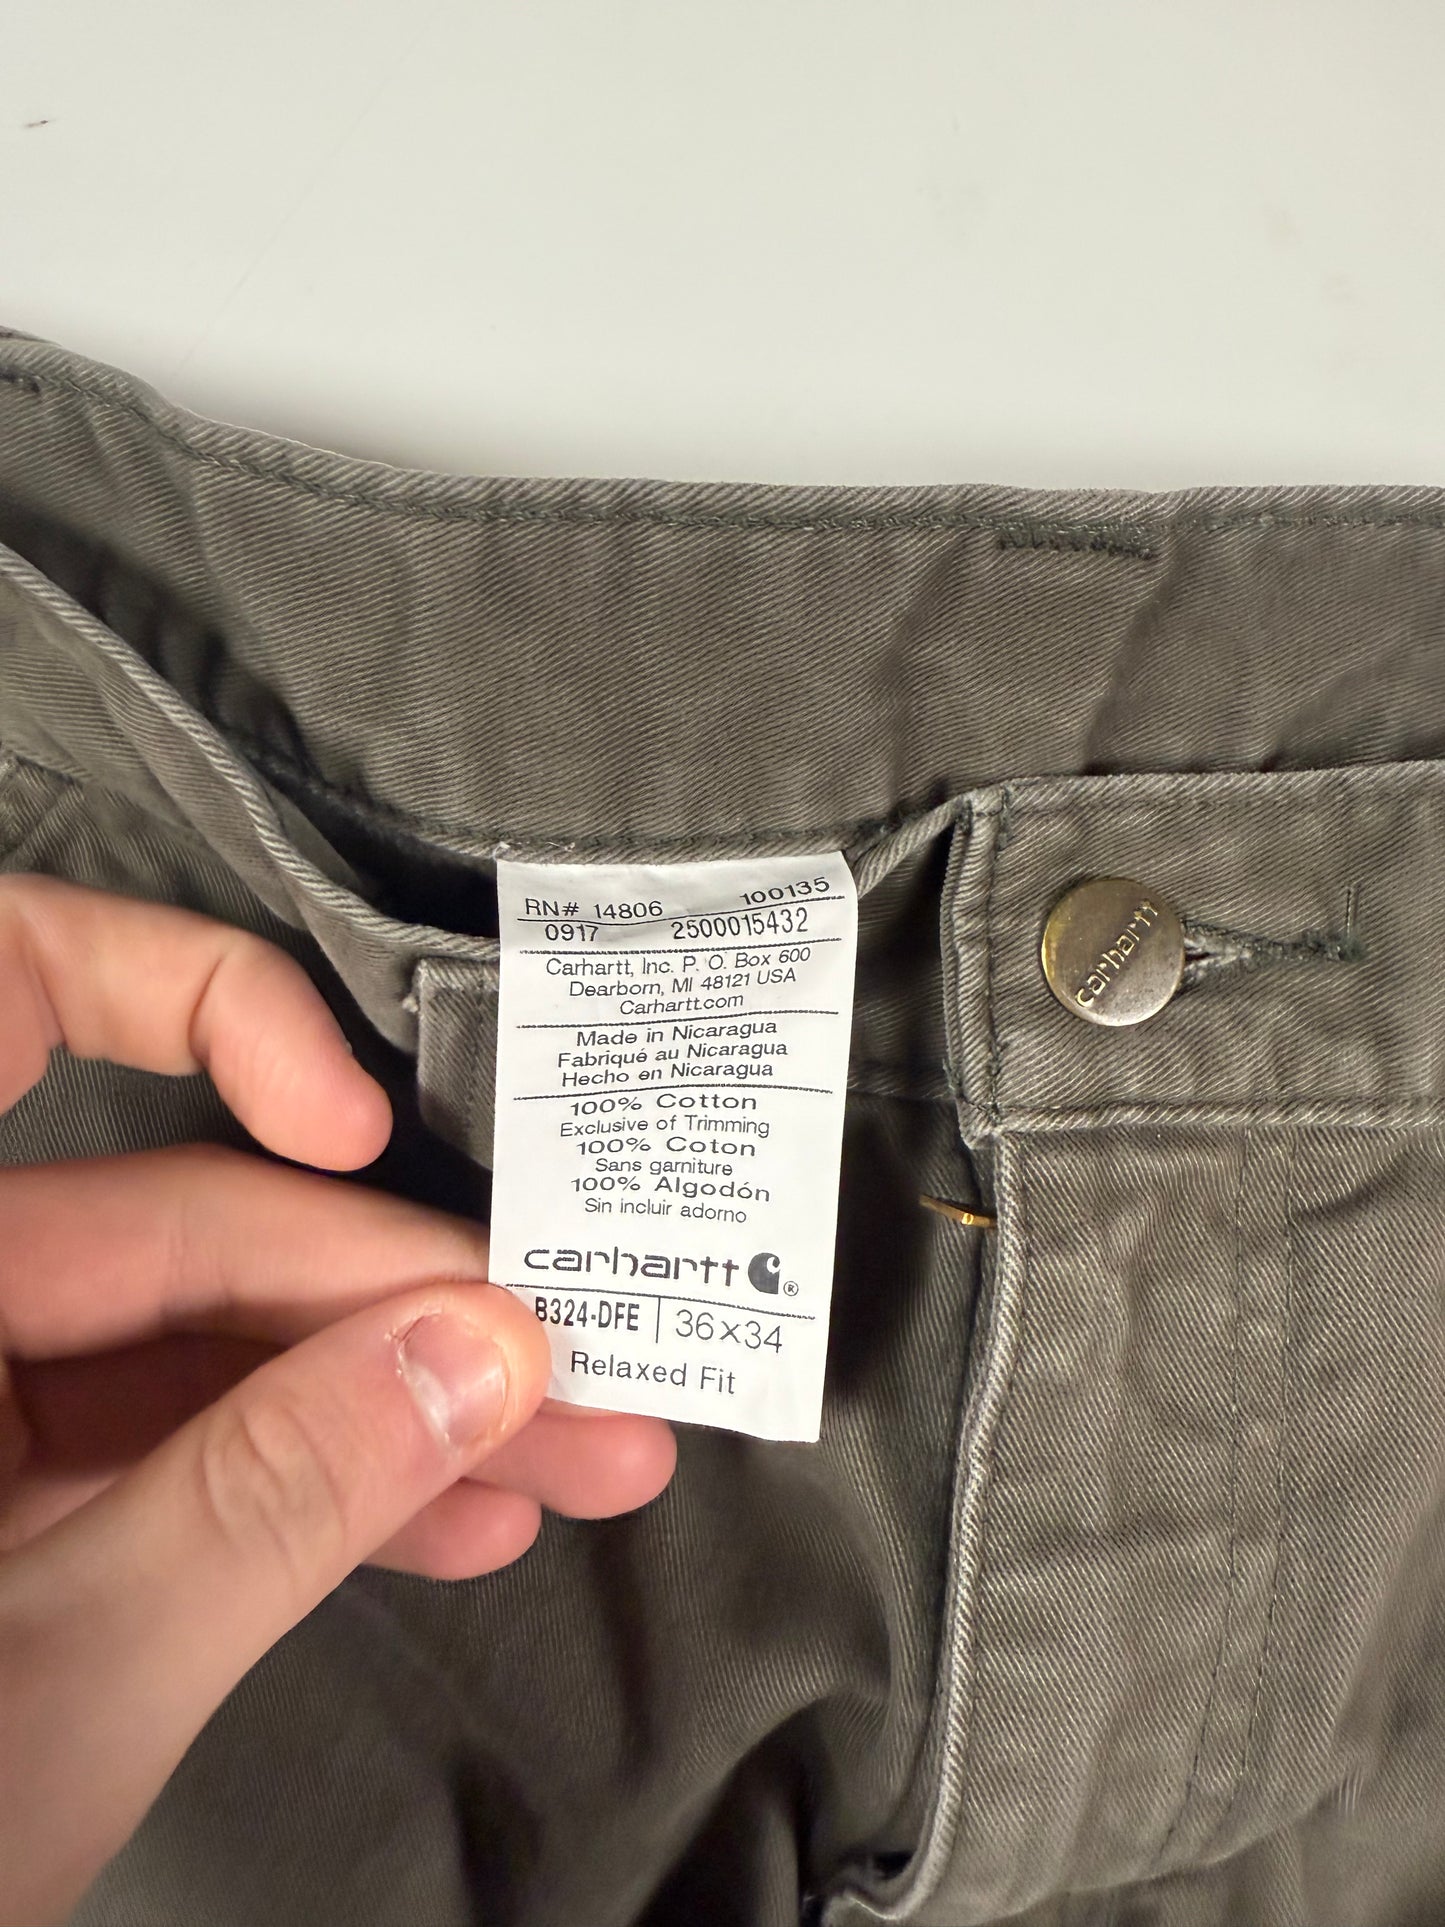 RN# 14806 100135
0917 2500015432
Carhartt, Inc. P. O. Box 600
Dearborn, MI 48121 USA
Carhartt.com
Made in Nicaragua
Fabriqué au Nicaragua
Hecho en Nicaragua
100% Cotton
Exclusive of Trimming
100% Coton
Sans garniture
100% Algodón
Sin incluir adorno
carhartt ®
B324-DFE 36×34
Relaxed Fit
carhartt